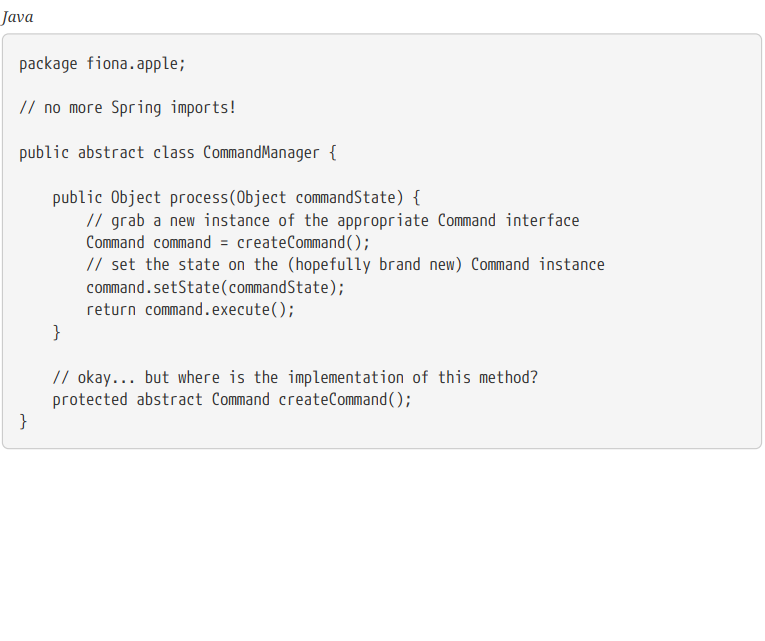 Java
package fiona.apple;
// no more Spring imports!
public abstract class CommandManager {
public Object process(Object commandState) {
// grab a new instance of the appropriate Command interface
Command command = createCommand();
// set the state on the (hopefully brand new) Command instance
command.setState(commandState);
return command.execute();
}
// okay... but where is the implementation of this method?
protected abstract Command createCommand();
}